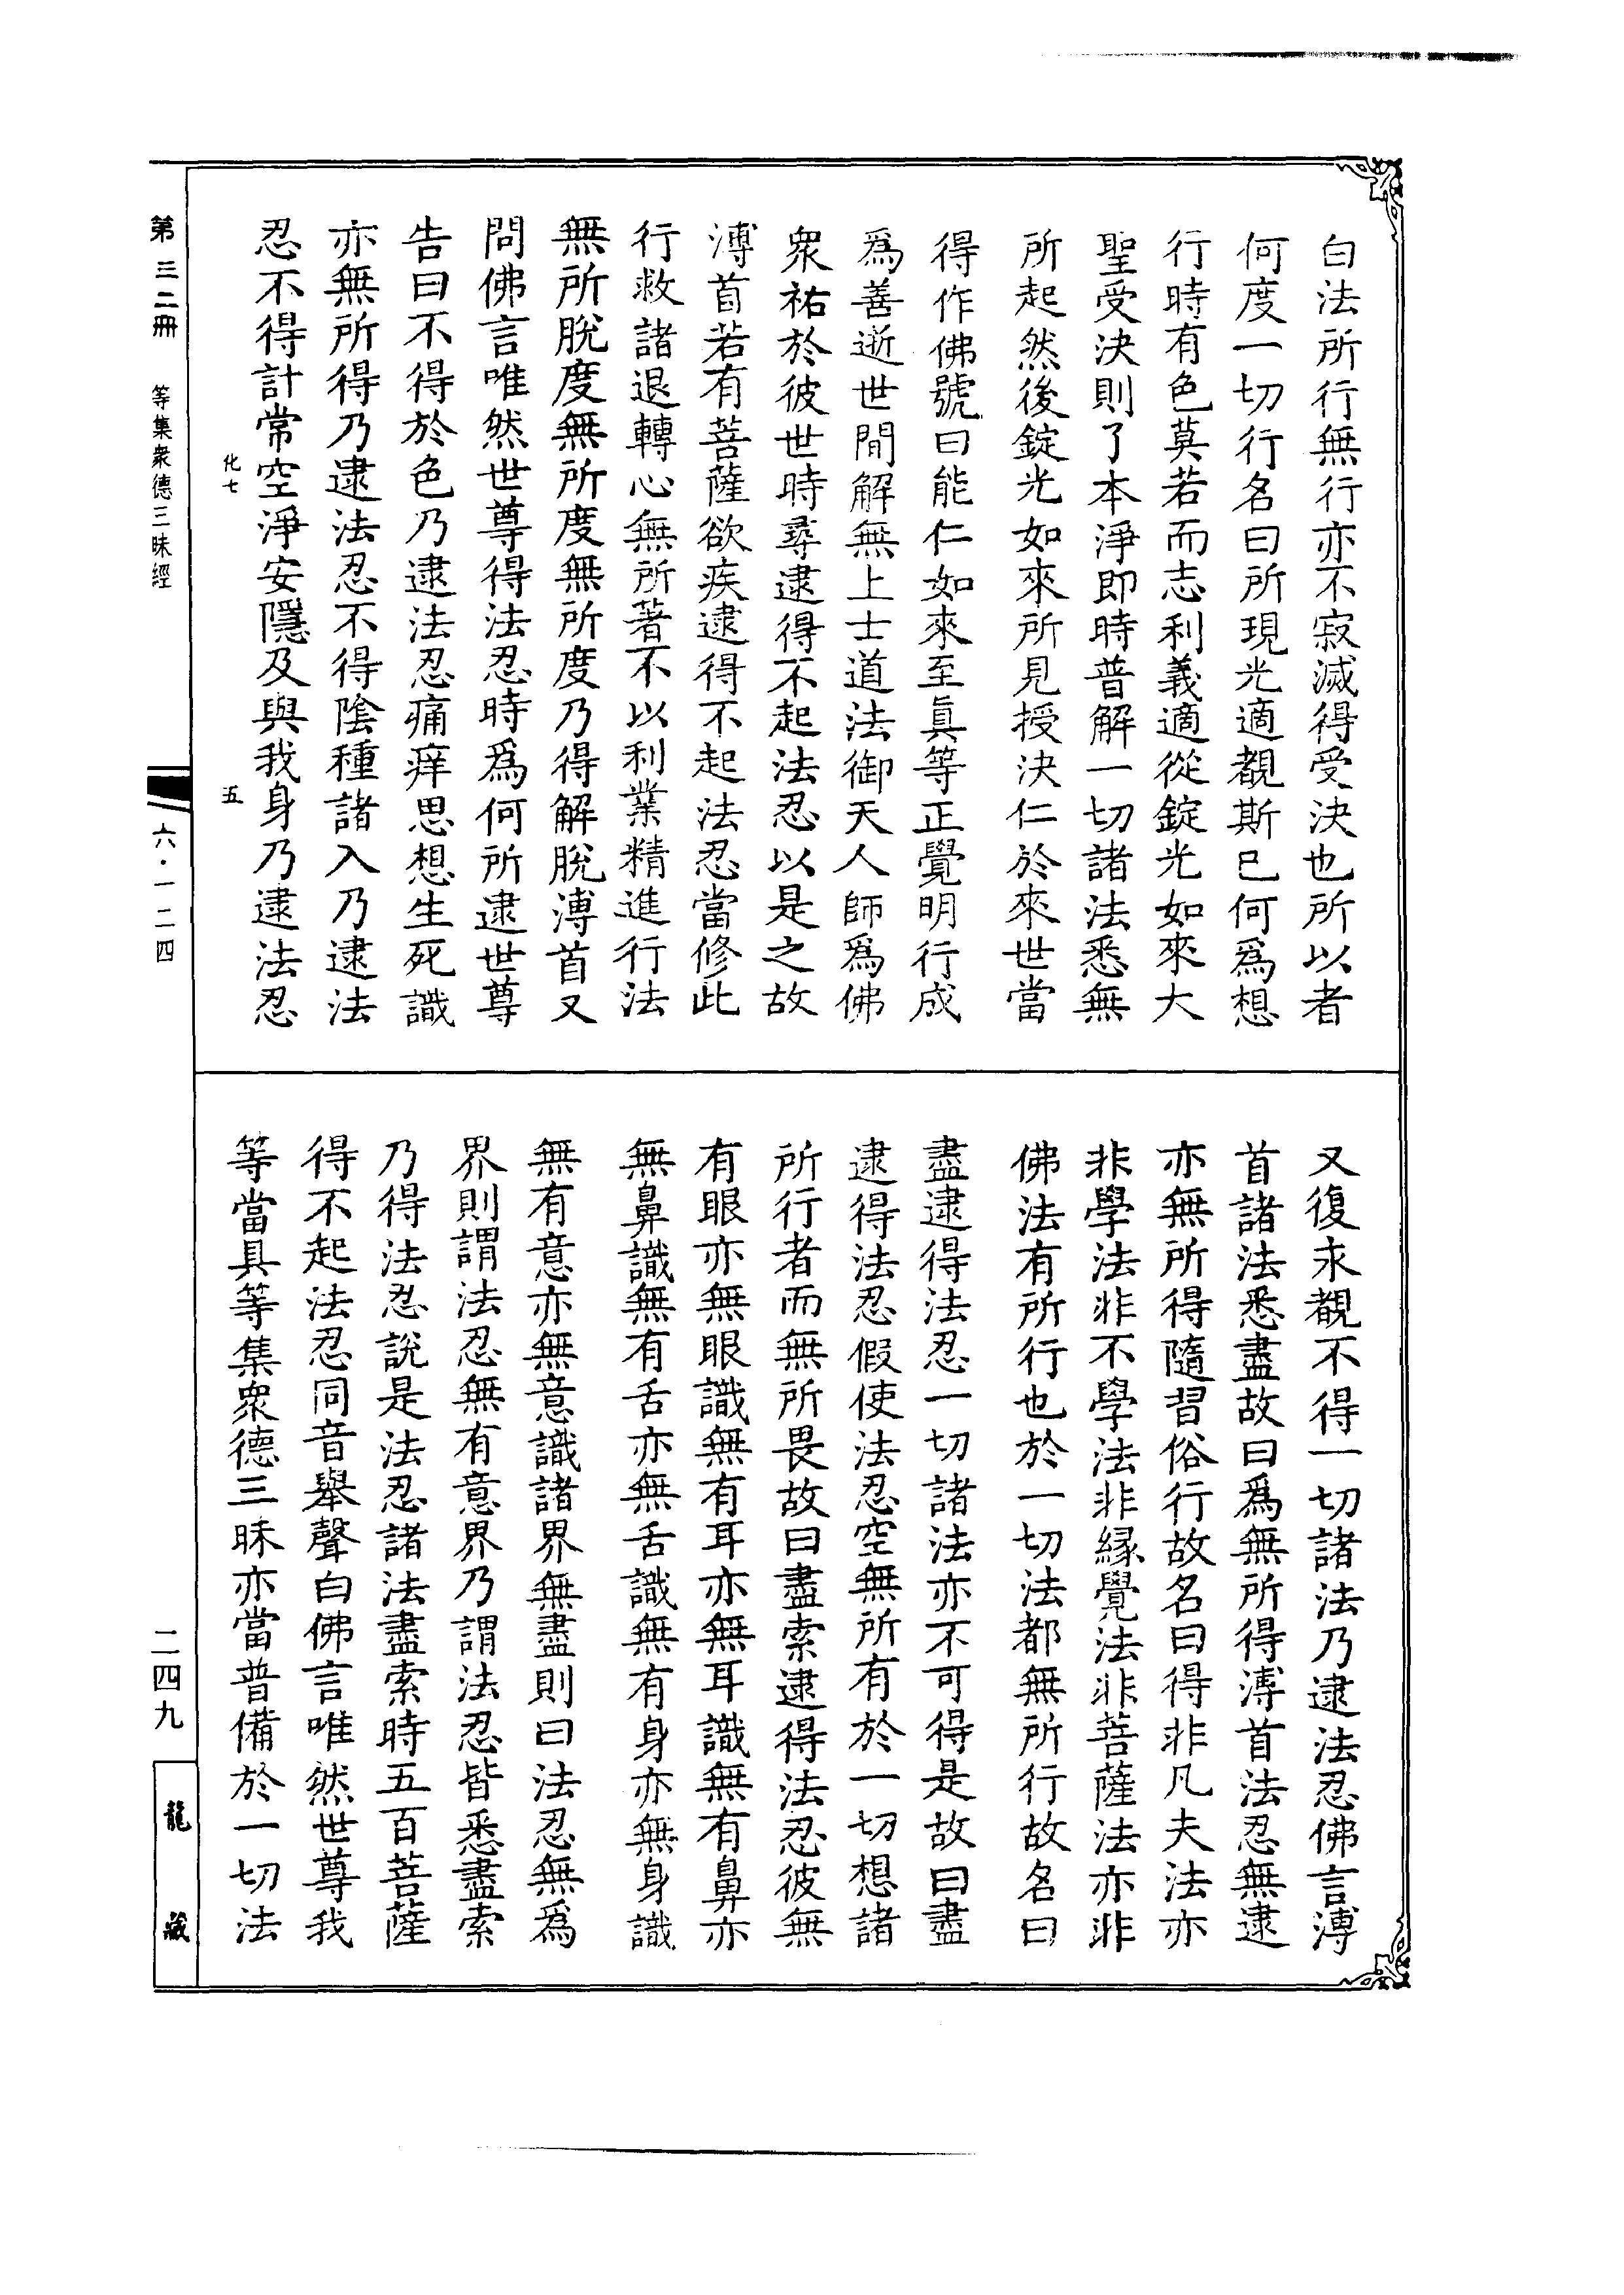 白法所行無行亦不寂滅得受決也所以者
何度一切行名曰所現光適覩斯已何爲想
行時有色莫若而志利義適從錠光如來大
聖受決則了本淨即時普解一切諸法悉無
所起然後錠光如來所見授決仁於來世當
得作佛號曰能仁如來至眞等正覺明行成
爲善逝世間解無上士道法御天人師爲佛
衆祐於彼世時尋逮得不起法忍以是之故
溥首若有菩薩欲疾逮得不起法忍當修此
行救諸退轉心無所著不以利業精進行法
無所脫度無所度無所度乃得解脫溥首又
問佛言唯然世尊得法忍時爲何所逮世尊
告曰不得於色乃逮法忍痛痒思想生死識
亦無所得乃逮法忍不得陰種諸入乃逮法
忍不得計常空淨安隱及與我身乃逮法忍
化七
五
又復永覩不得一切諸法乃逮法忍佛言溥
首諸法悉盡故曰爲無所得溥首法忍無逮
亦無所得隨習俗行故名曰得非凡夫法亦
非學法非不學法非緣覺法非菩薩法亦非
佛法有所行也於一切法都無所行故名曰
盡逮得法忍一切諸法亦不可得是故曰盡
逮得法忍假使法忍空無所有於一切想諸
所行者而無所畏故曰盡索逮得法忍彼無
有眼亦無眼識無有耳亦無耳識無有鼻亦
無鼻識無有舌亦無舌識無有身亦無身識
無有意亦無意識諸界無盡則曰法忍無爲
界則謂法忍無有意界乃謂法忍皆悉盡索
乃得法忍說是法忍諸法盡索時五百菩薩
得不起法忍同音舉聲白佛言唯然世尊我
等當具等集衆德三昧亦當普備於一切法
第三二冊
等集衆德三昧經
六·一二四
二四九
龍藏